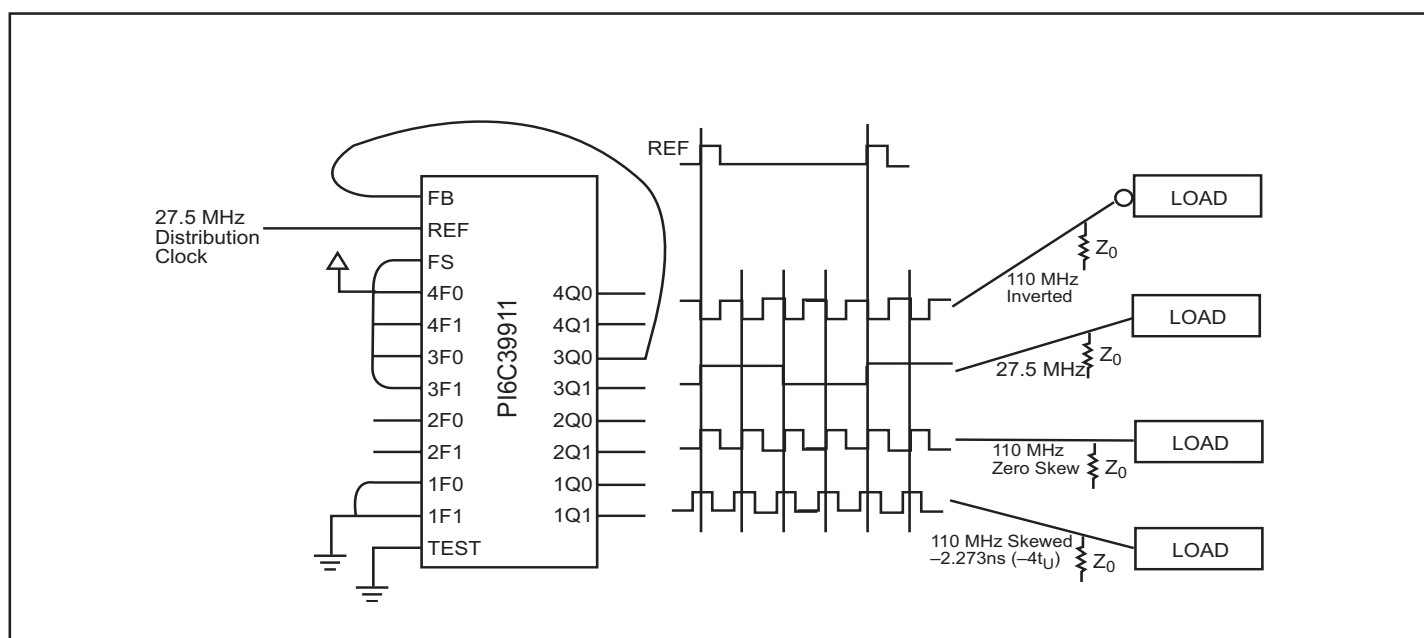 REF
27.5 MHz
Distribution
Clock
FB
REF
FS
4F0
4F1
3F0
3F1
2F0
2F1
1F0
1F1
TEST
PI6C39911
4Q0
4Q1
3Q0
3Q1
2Q0
2Q1
1Q0
1Q1
LOAD
Z0
110 MHz
Inverted
LOAD
Z0
27.5 MHz
LOAD
110 MHz
Zero Skew
Z0
110 MHz Skewed
–2.273ns (–4tU)
Z0
LOAD